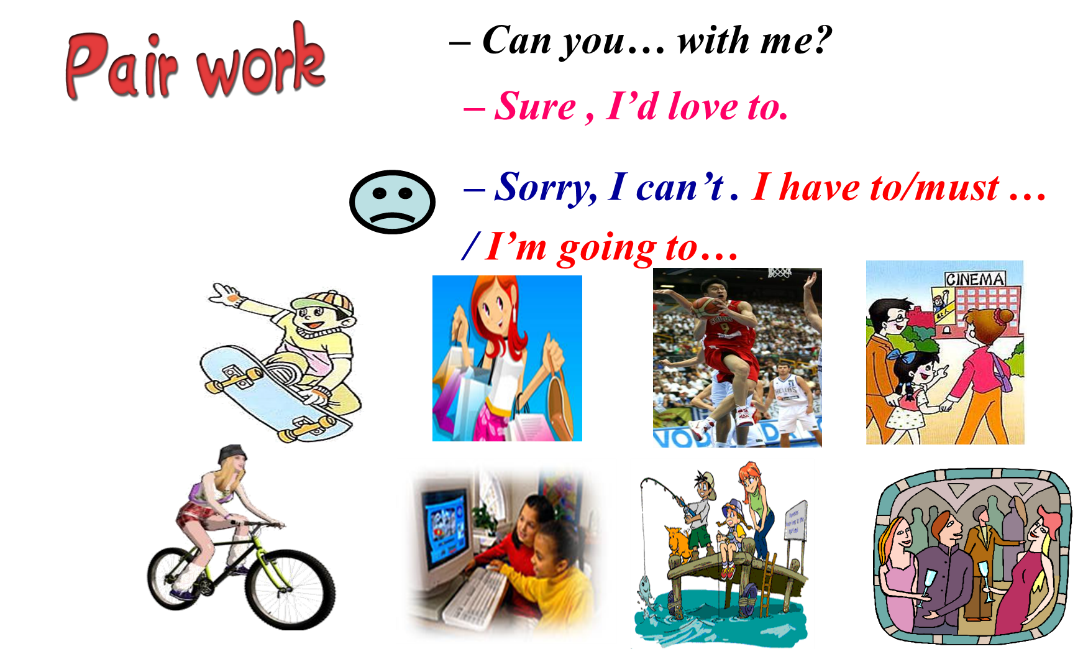 Pair work
– Can you… with me?
– Sure , I’d love to.
– Sorry, I can’t . I have to/must …
/ I’m going to…
CINEMA